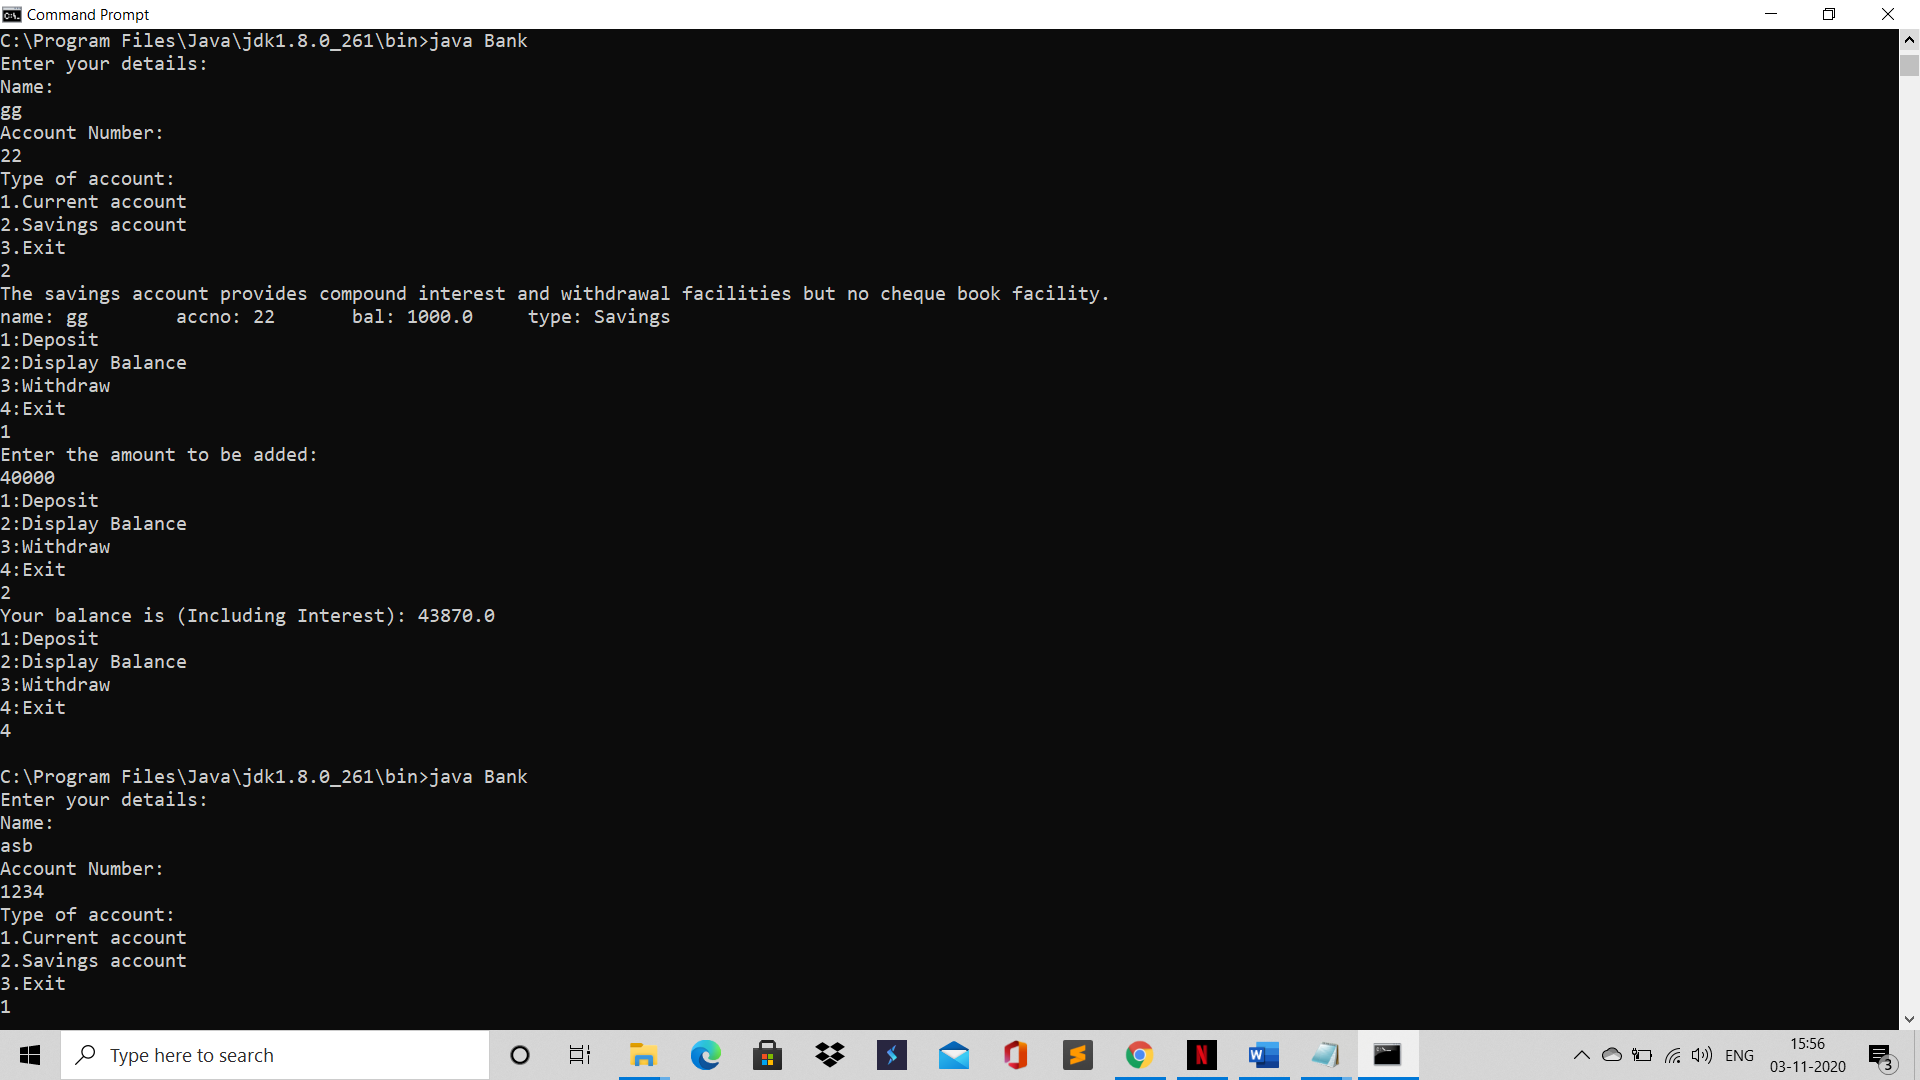 Command Prompt
C:\Program Files\Java\jdk1.8.0_261\bin>java Bank
Enter your details:
Name:
gg
Account Number:
22
Type of account:
1.Current account
2.Savings account
3.Exit
2
The savings account provides compound interest and withdrawal facilities but no cheque book facility.
name: gg        accno: 22       bal: 1000.0     type: Savings
1:Deposit
2:Display Balance
3:Withdraw
4:Exit
1
Enter the amount to be added:
40000
1:Deposit
2:Display Balance
3:Withdraw
4:Exit
2
Your balance is (Including Interest): 43870.0
1:Deposit
2:Display Balance
3:Withdraw
4:Exit
4
C:\Program Files\Java\jdk1.8.0_261\bin>java Bank
Enter your details:
Name:
asb
Account Number:
1234
Type of account:
1.Current account
2.Savings account
3.Exit
1
Type here to search
ENG
15:56
03-11-2020
3